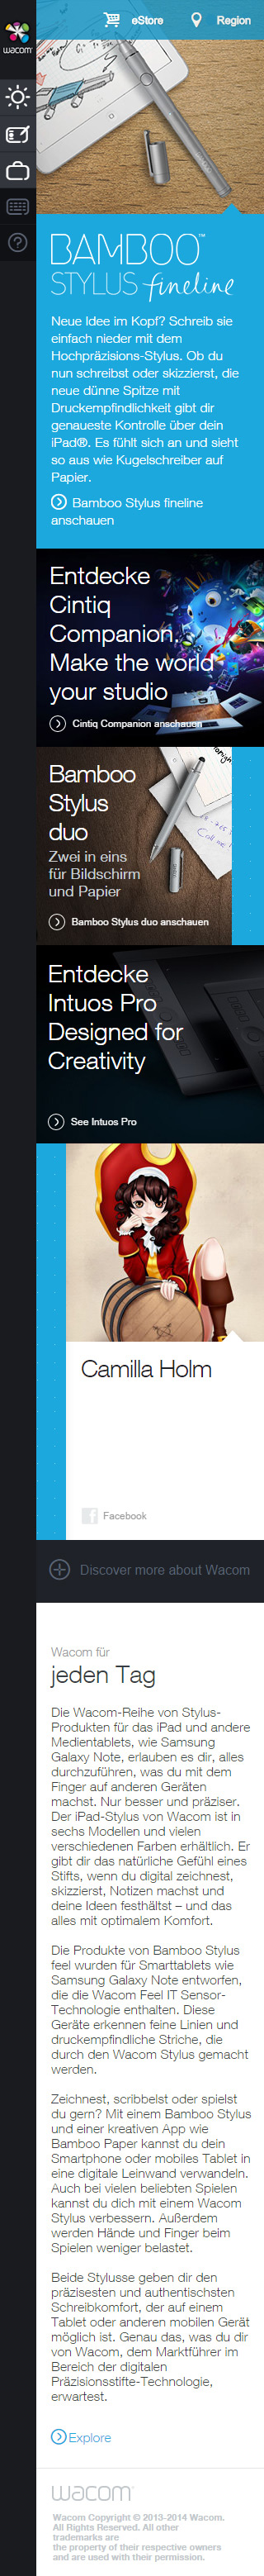 eStore
Region
wacom
BAMBOO™
STYLUS fineline
Neue Idee im Kopf? Schreib sie
einfach nieder mit dem
Hochpräzisions-Stylus. Ob du
nun schreibst oder skizzierst, die
neue dünne Spitze mit
Druckempfindlichkeit gibt dir
genaueste Kontrolle über dein
iPad®. Es fühlt sich an und sieht
so aus wie Kugelschreiber auf
Papier.
Bamboo Stylus fineline
anschauen
Entdecke
Cintiq
Companion.
Make the world
your studio
Cintiq Companion anschauen
Bamboo
Stylus
duo
Zwei in eins
für Bildschirm
und Papier
Call me
Bamboo Stylus duo anschauen
Entdecke
Intuos Pro
Designed for
Creativity
See Intuos Pro
Camilla Holm
Facebook
Discover more about Wacom
Wacom für
jeden Tag
Die Wacom-Reihe von Stylus-
Produkten für das iPad und andere
Medientablets, wie Samsung
Galaxy Note, erlauben es dir, alles
durchzuführen, was du mit dem
Finger auf anderen Geräten
machst. Nur besser und präziser.
Der iPad-Stylus von Wacom ist in
sechs Modellen und vielen
verschiedenen Farben erhältlich. Er
gibt dir das natürliche Gefühl eines
Stifts, wenn du digital zeichnest,
skizzierst, Notizen machst und
deine Ideen festhältst – und das
alles mit optimalem Komfort.
Die Produkte von Bamboo Stylus
feel wurden für Smarttablets wie
Samsung Galaxy Note entworfen,
die die Wacom Feel IT Sensor-
Technologie enthalten. Diese
Geräte erkennen feine Linien und
druckempfindliche Striche, die
durch den Wacom Stylus gemacht
werden.
Zeichnest, scribbelst oder spielst
du gern? Mit einem Bamboo Stylus
und einer kreativen App wie
Bamboo Paper kannst du dein
Smartphone oder mobiles Tablet in
eine digitale Leinwand verwandeln.
Auch bei vielen beliebten Spielen
kannst du dich mit einem Wacom
Stylus verbessern. Außerdem
werden Hände und Finger beim
Spielen weniger belastet.
Beide Stylusse geben dir den
präzisesten und authentischsten
Schreibkomfort, der auf einem
Tablet oder anderen mobilen Gerät
möglich ist. Genau das, was du dir
von Wacom, dem Marktführer im
Bereich der digitalen
Präzisionsstifte-Technologie,
erwartest.
Explore
wacom
Wacom Copyright © 2013-2014 Wacom.
All Rights Reserved. All other
trademarks are
the property of their respective owners
and are used with their permission.